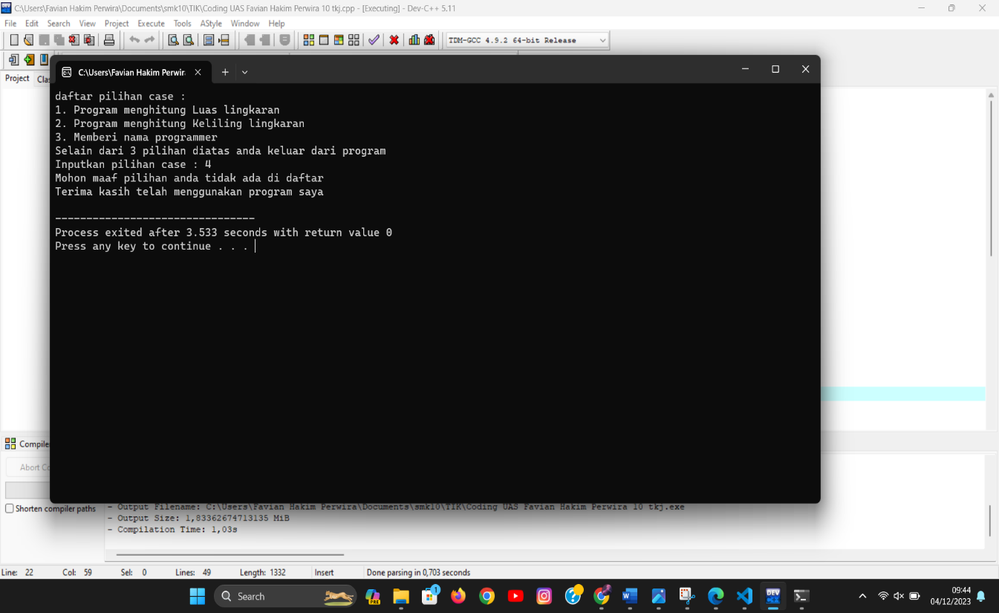 C:\Users\Favian Hakim Perwira\Documents\smk10\TIK\Coding UAS Favian Hakim Perwira 10 tkj.cpp - [Executing] - Dev-C++ 5.11
File Edit Search View Project Execute Tools AStyle Window Help
TDM-GCC 4.9.2 64-bit Release
Project
C:\Users\Favian Hakim Perwir
daftar pilihan case :
1. Program menghitung Luas lingkaran
2. Program menghitung Keliling lingkaran
3. Memberi nama programmer
Selain dari 3 pilihan diatas anda keluar dari program
Inputkan pilihan case : 4
Mohon maaf pilihan anda tidak ada di daftar
Terima kasih telah menggunakan program saya
--------------------------------
Process exited after 3.533 seconds with return value 0
Press any key to continue . . .
Compile
Abort Co
Shorten compiler paths
- Output Filename: C:\Users\Favian Hakim Perwira\Documents\smk10\TIK\Coding UAS Favian Hakim Perwira 10 tkj.exe
- Output Size: 1,83362674713135 MiB
- Compilation Time: 1,03s
Line: 22 Col: 59 Sel: 0 Lines: 49 Length: 1332 Insert Done parsing in 0,703 seconds
Search
PRE
1
DEV
09:44
04/12/2023